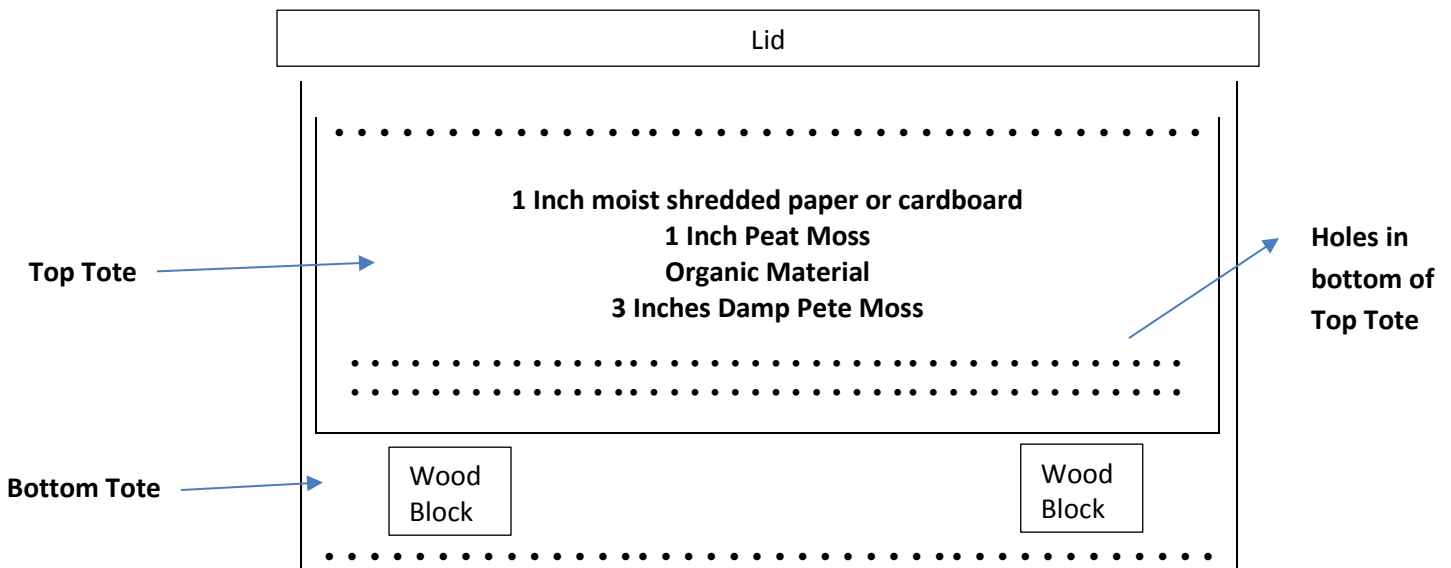 Lid
1 Inch moist shredded paper or cardboard
1 Inch Peat Moss
Organic Material
3 Inches Damp Pete Moss
Top Tote
Holes in
bottom of
Top Tote
Bottom Tote
Wood
Block
Wood
Block